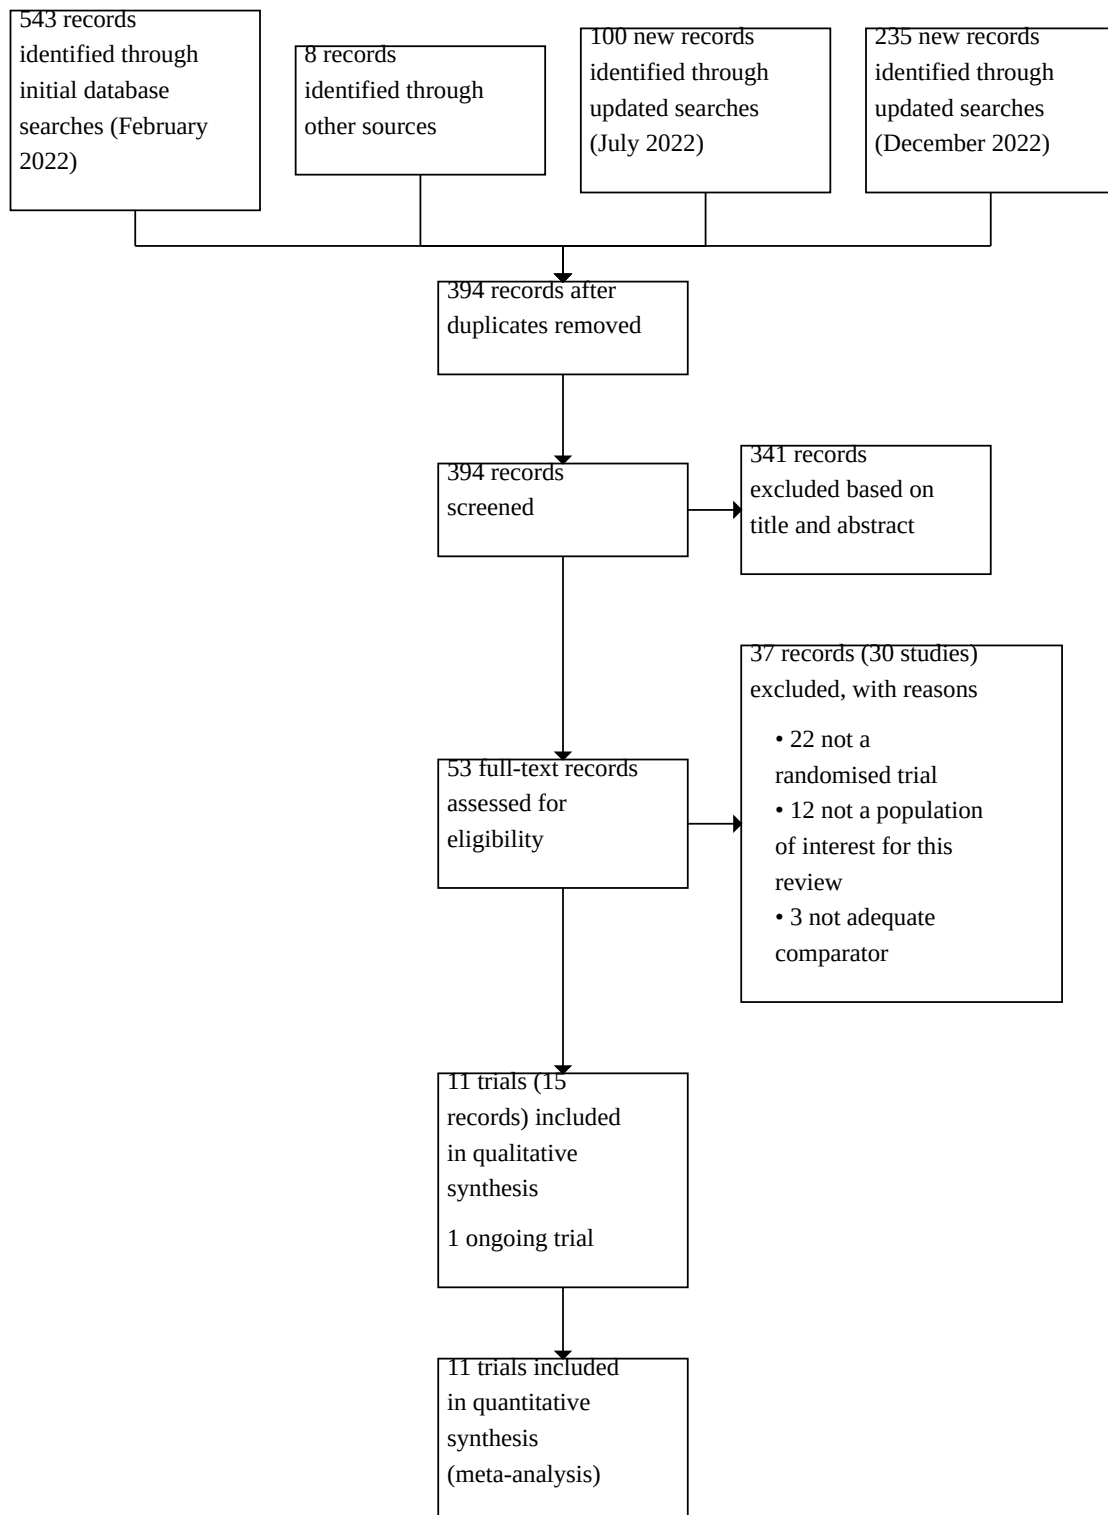 543 records
identified through
initial database
searches (February
2022)
8 records
identified through
other sources
100 new records
identified through
updated searches
(July 2022)
235 new records
identified through
updated searches
(December 2022)
394 records after
duplicates removed
394 records
screened
341 records
excluded based on
title and abstract
37 records (30 studies)
excluded, with reasons
• 22 not a
randomised trial
• 12 not a population
of interest for this
review
• 3 not adequate
comparator
53 full-text records
assessed for
eligibility
11 trials (15
records) included
in qualitative
synthesis
1 ongoing trial
11 trials included
in quantitative
synthesis
(meta-analysis)